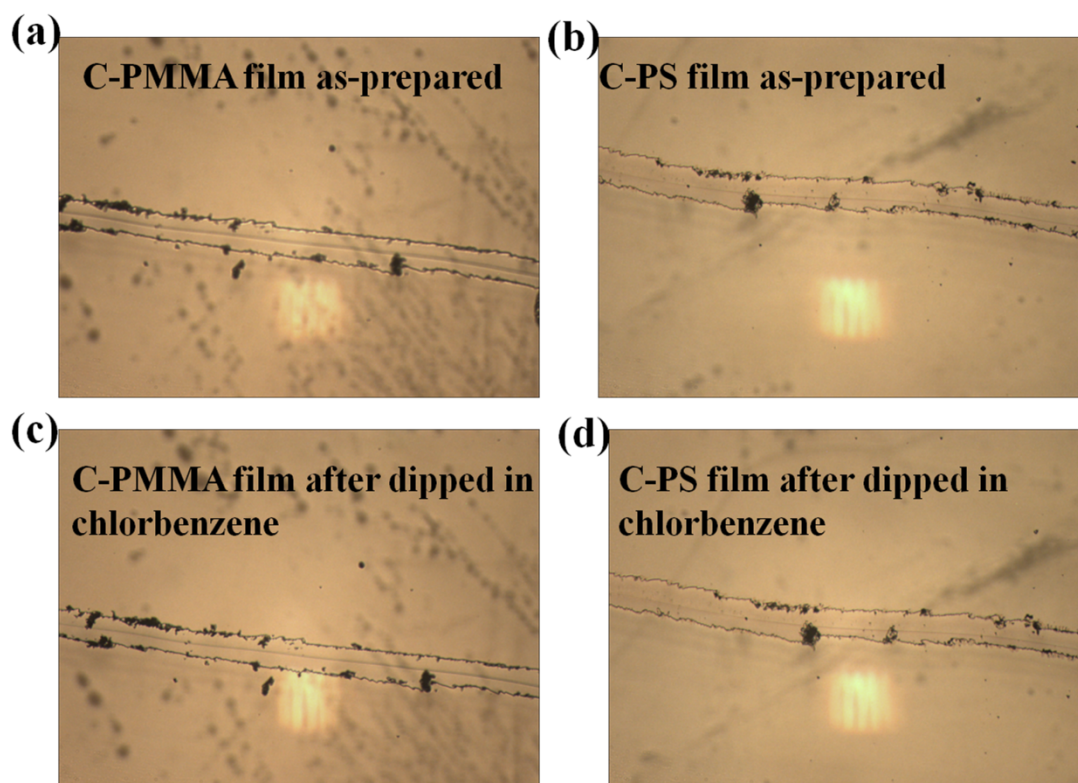 (a)
C-PMMA film as-prepared
(b)
C-PS film as-prepared
(c)
C-PMMA film after dipped in
chlorbenzene
(d)
C-PS film after dipped in
chlorbenzene